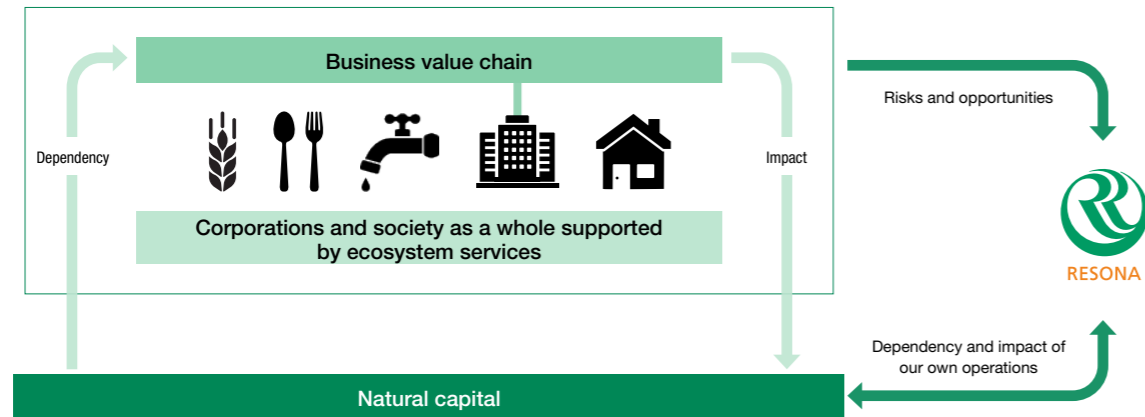 Business value chain
Risks and opportunities
Dependency
Impact
Corporations and society as a whole supported
by ecosystem services
RESONA
Dependency and impact of
our own operations
Natural capital